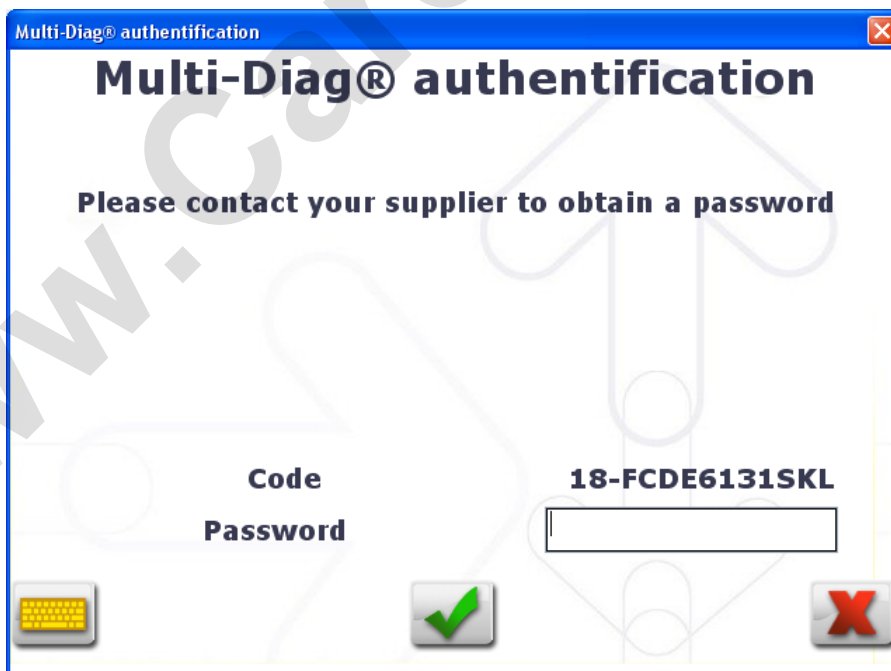 Multi-Diag® authentification
Multi-Diag® authentification
Please contact your supplier to obtain a password
Code 18-FCDE6131SKL
Password